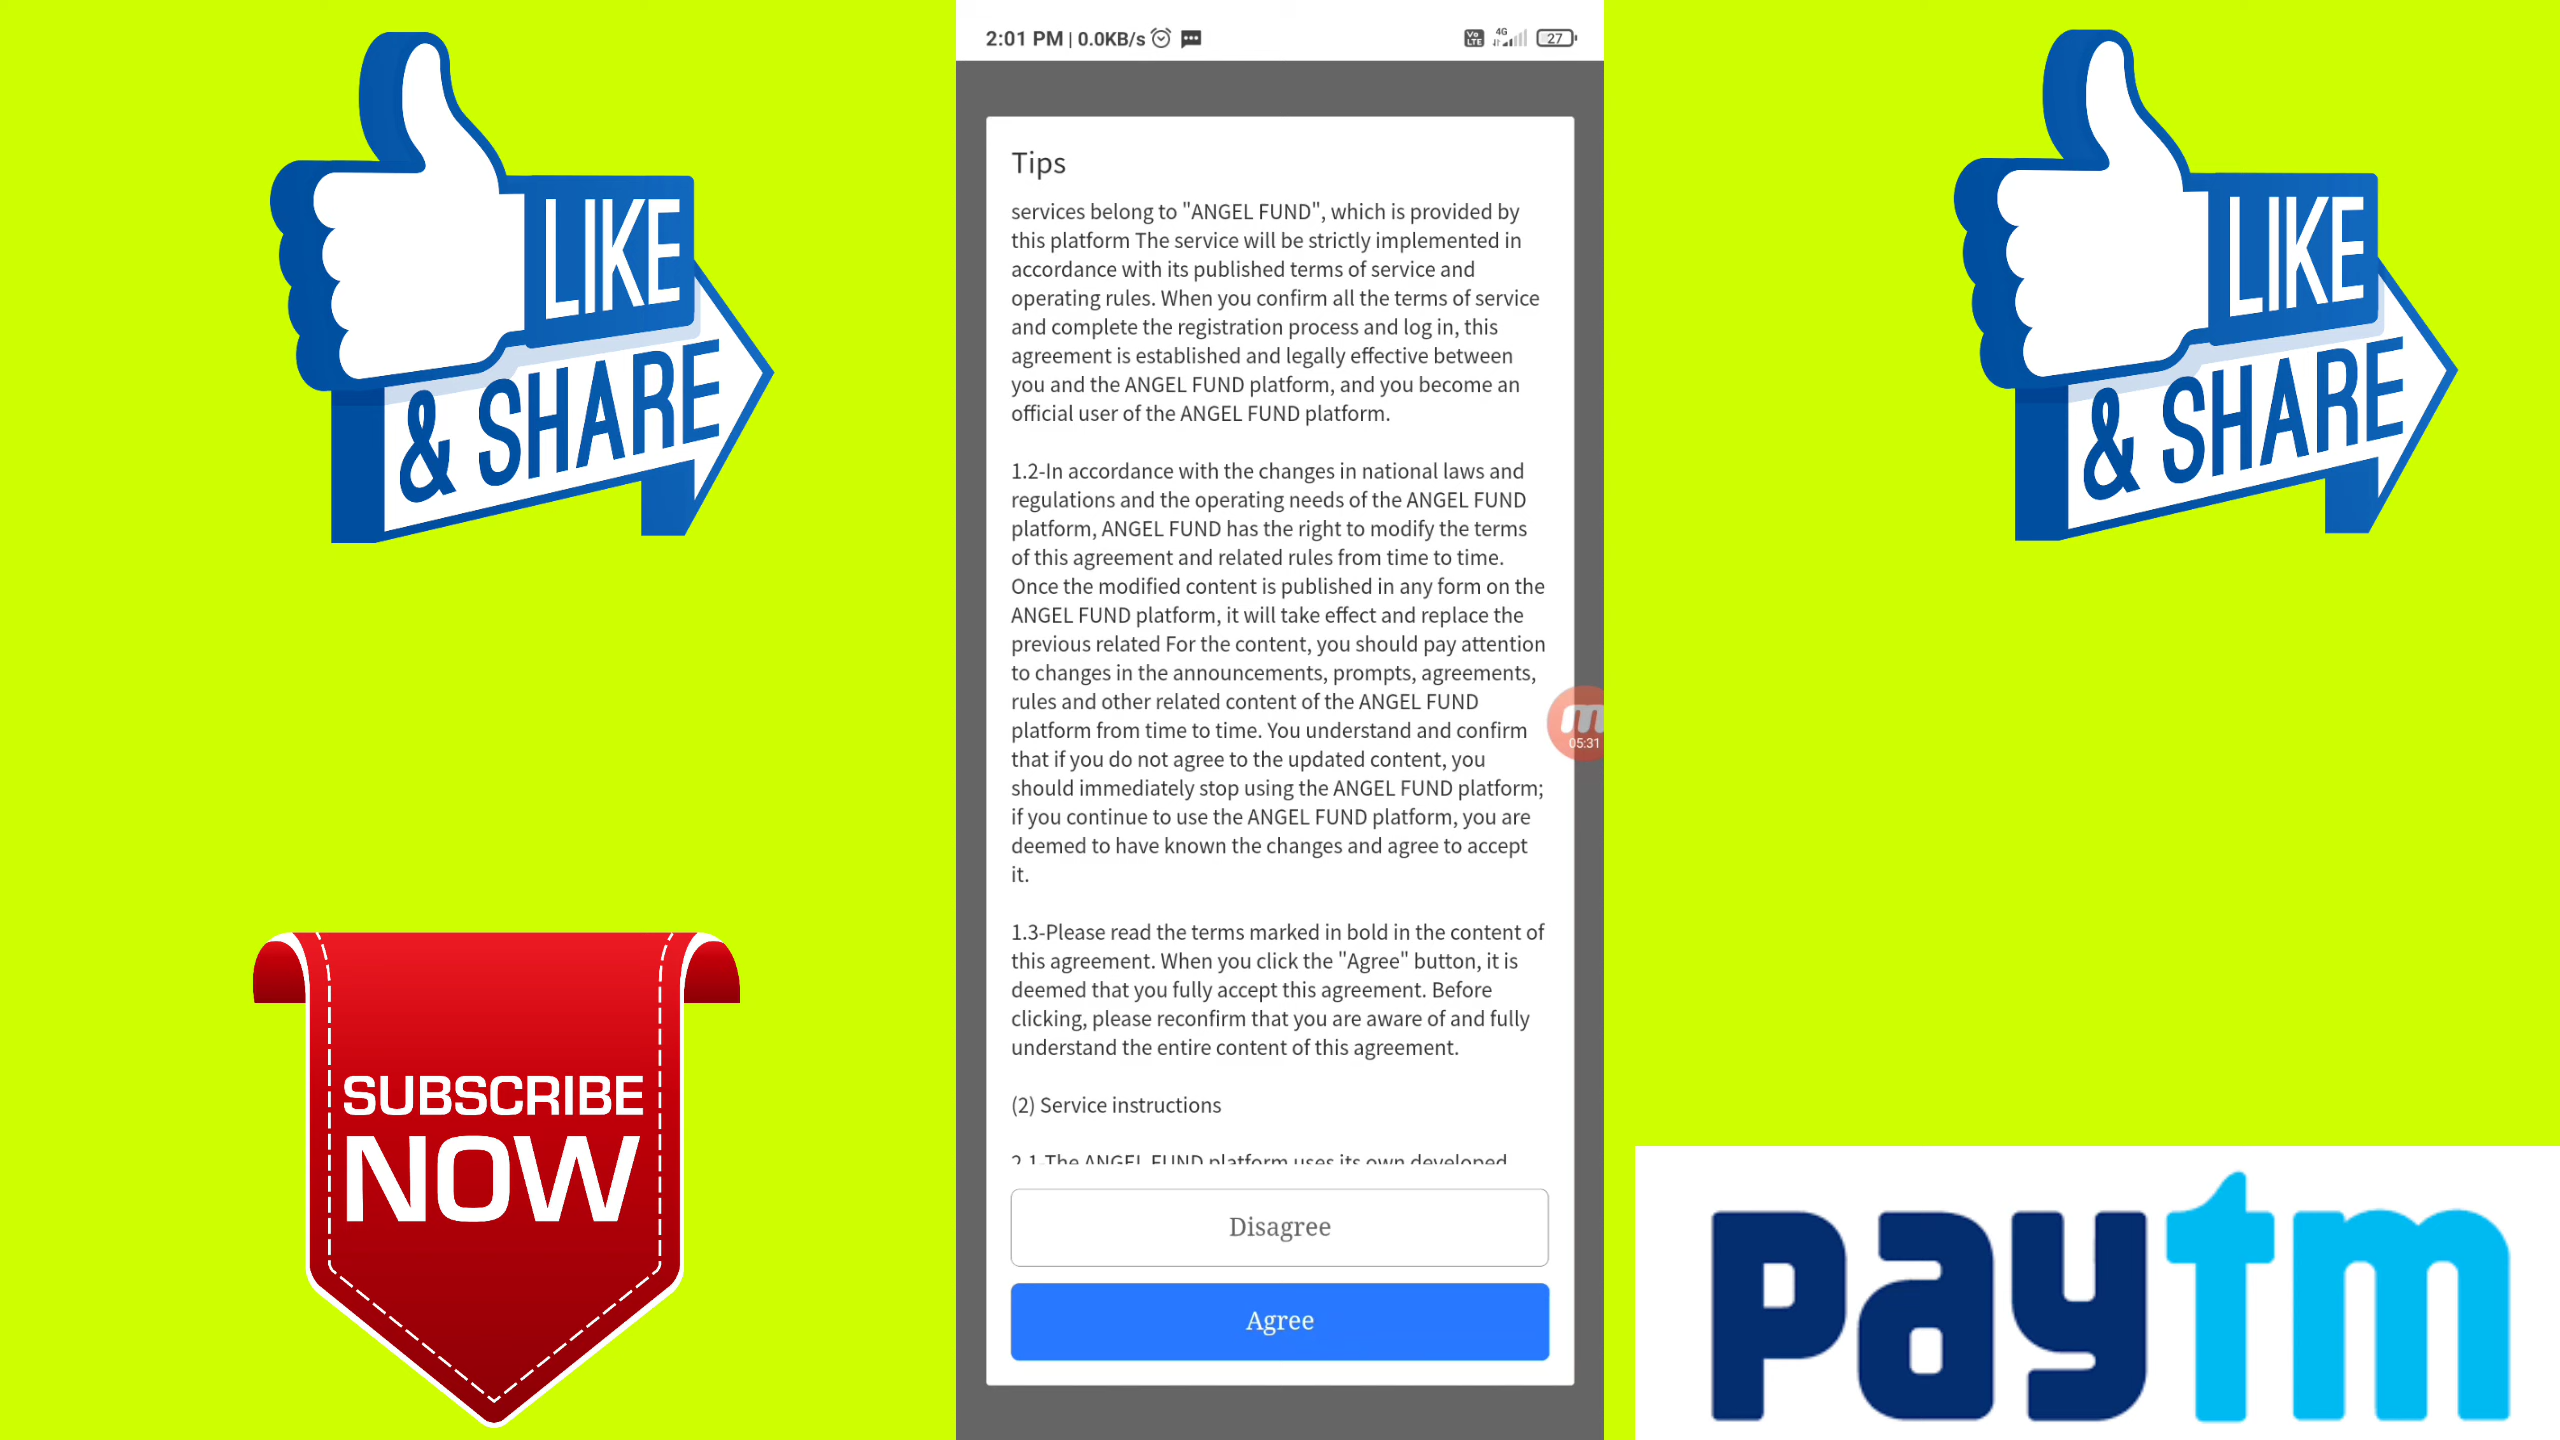 LIKE
& SHARE
SUBSCRIBE
NOW
2:01 PM | 0.0KB/s
Vo
LTE
4G
27
Tips
services belong to "ANGEL FUND", which is provided by
this platform The service will be strictly implemented in
accordance with its published terms of service and
operating rules. When you confirm all the terms of service
and complete the registration process and log in, this
agreement is established and legally effective between
you and the ANGEL FUND platform, and you become an
official user of the ANGEL FUND platform.
1.2-In accordance with the changes in national laws and
regulations and the operating needs of the ANGEL FUND
platform, ANGEL FUND has the right to modify the terms
of this agreement and related rules from time to time.
Once the modified content is published in any form on the
ANGEL FUND platform, it will take effect and replace the
previous related For the content, you should pay attention
to changes in the announcements, prompts, agreements,
rules and other related content of the ANGEL FUND
platform from time to time. You understand and confirm
that if you do not agree to the updated content, you
should immediately stop using the ANGEL FUND platform;
if you continue to use the ANGEL FUND platform, you are
deemed to have known the changes and agree to accept
it.
1.3-Please read the terms marked in bold in the content of
this agreement. When you click the "Agree" button, it is
deemed that you fully accept this agreement. Before
clicking, please reconfirm that you are aware of and fully
understand the entire content of this agreement.
(2) Service instructions
2.1-The ANGEL FUND platform uses its own developed
Disagree
Agree
m
05:31
LIKE
& SHARE
paytm